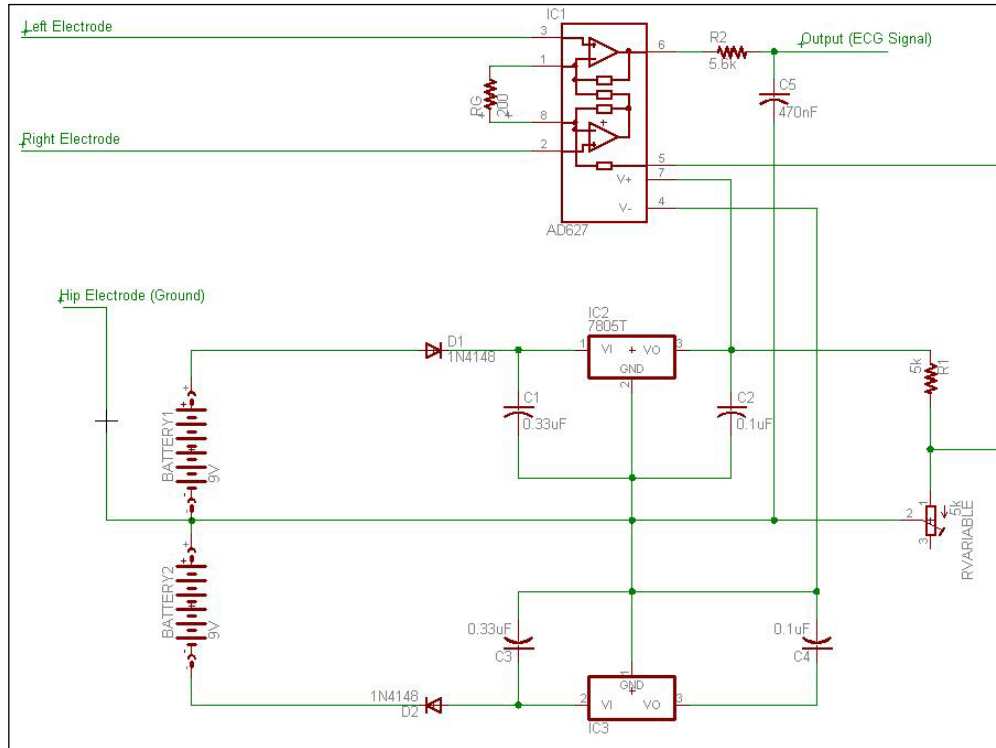 Left Electrode
IC1
3
1
RG
200
8
Right Electrode
2
6
R2
5.6k
Output (ECG Signal)
C5
470nF
5
7
V+
V-
4
AD627
Hip Electrode (Ground)
D1
1N4148
IC2
7805T
1
VI
VO
3
GND
2
C1
0.33uF
C2
0.1uF
5k
R1
BATTERY1
9V
2
1
3
5k
RVARIABLE
BATTERY2
9V
0.33uF
C3
0.1uF
C4
1N4148
D2
1
GND
2
VI
VO
3
IC3